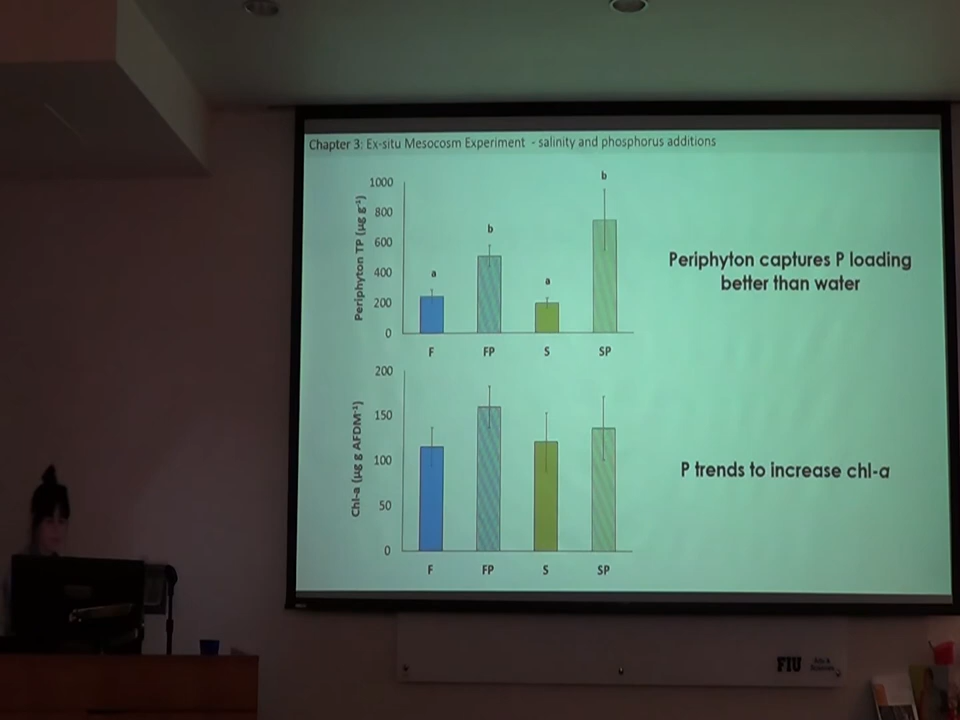 Chapter 3: Ex-situ Mesocosm Experiment - salinity and phosphorus additions
Periphyton TP (µg g⁻¹)
1000
800
600
400
200
0
a
b
a
b
F FP S SP
Periphyton captures P loading
better than water
Chl-a (µg g AFDM⁻¹)
200
150
100
50
0
F FP S SP
P trends to increase chl-a
FIU
Arts &
Sciences